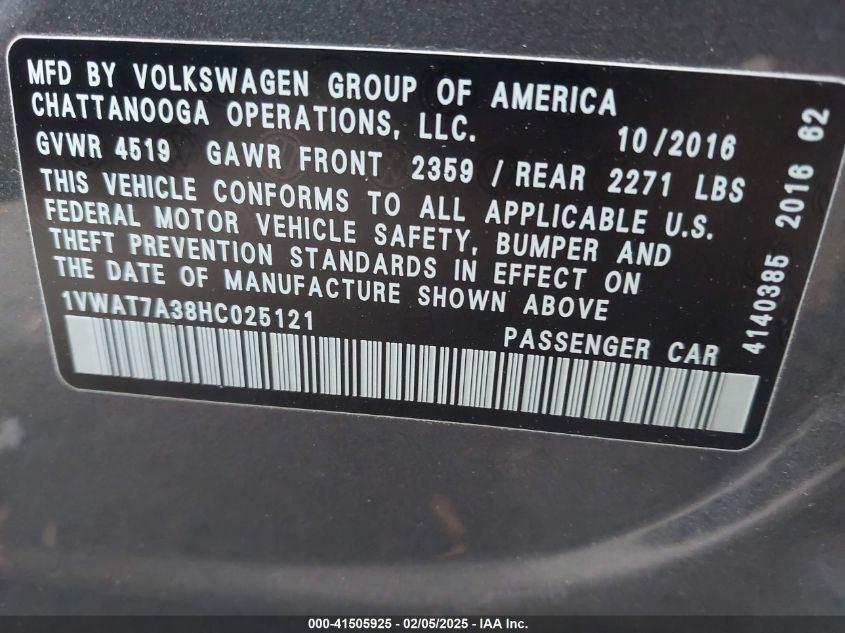 MFD BY VOLKSWAGEN GROUP OF AMERICA
CHATTANOOGA OPERATIONS, LLC. 10/2016
GVWR 4519 GAWR FRONT 2359 / REAR 2271 LBS
THIS VEHICLE CONFORMS TO ALL APPLICABLE U.S.
FEDERAL MOTOR VEHICLE SAFETY, BUMPER AND
THEFT PREVENTION STANDARDS IN EFFECT ON
THE DATE OF MANUFACTURE SHOWN ABOVE
1VWAT7A38HC025121
PASSENGER CAR
4140385 2016 62
000-41505925 - 02/05/2025 - IAA Inc.